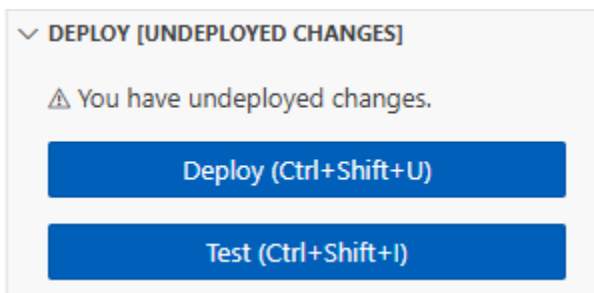 DEPLOY [UNDEPLOYED CHANGES]
You have undeployed changes.
Deploy (Ctrl+Shift+U)
Test (Ctrl+Shift+I)